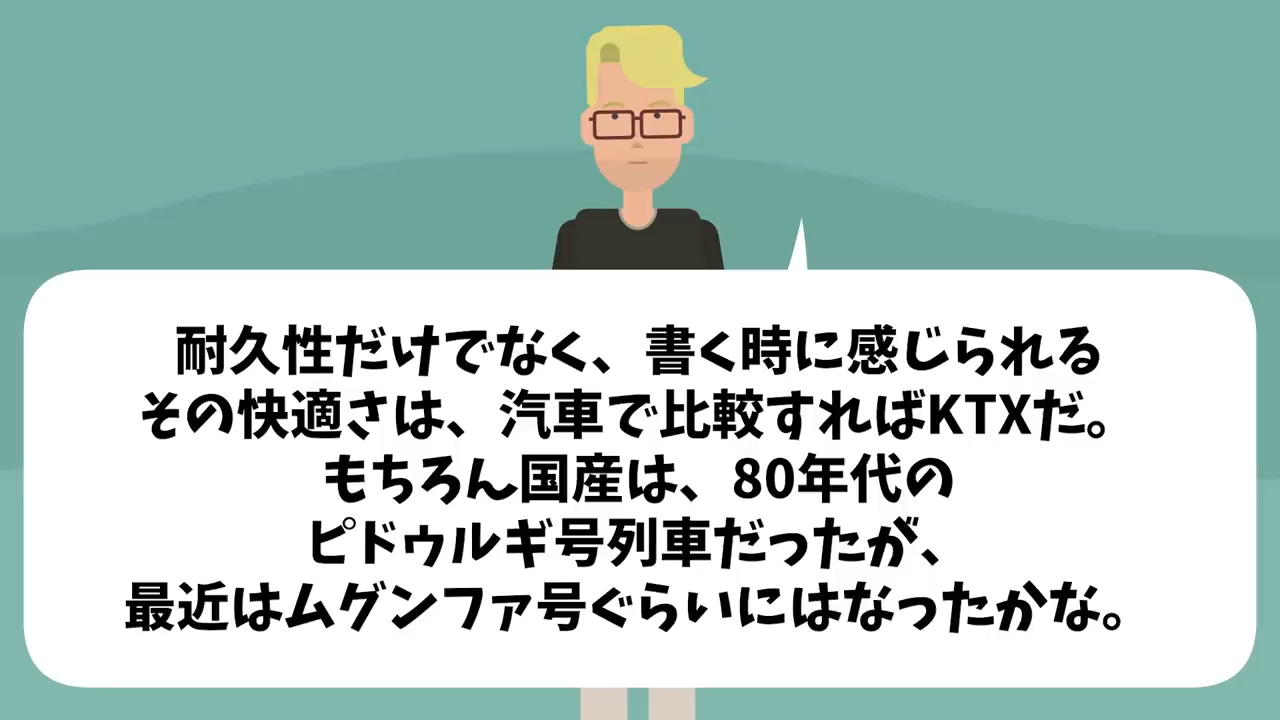 耐久性だけでなく、書く時に感じられる
その快適さは、汽車で比較すればKTXだ。
もちろん国産は、80年代の
ピドゥルギ号列車だったが、
最近はムグンファ号ぐらいにはなったかな。